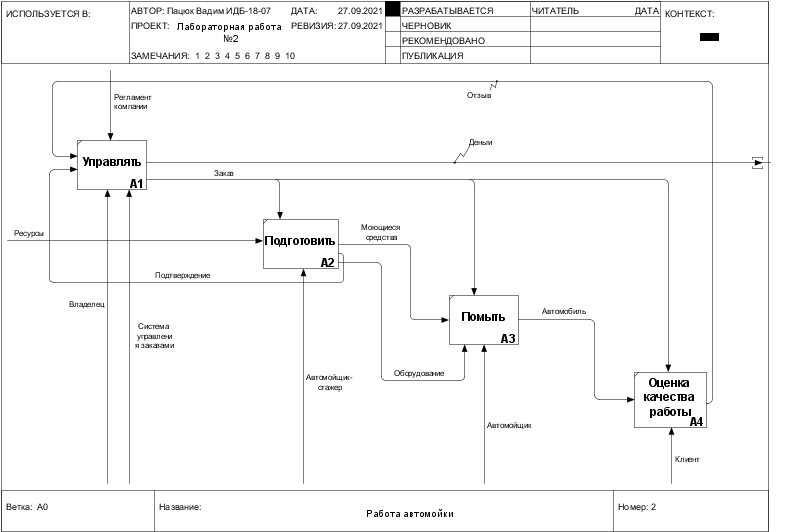 ИСПОЛЬЗУЕТСЯ В:
АВТОР: Пацюк Вадим ИДБ-18-07
ДАТА: 27.09.2021
ПРОЕКТ: Лабораторная работа
№2
РЕВИЗИЯ: 27.09.2021
ЗАМЕЧАНИЯ: 1 2 3 4 5 6 7 8 9 10
РАЗРАБАТЫВАЕТСЯ
ЧЕРНОВИК
РЕКОМЕНДОВАНО
ПУБЛИКАЦИЯ
ЧИТАТЕЛЬ
ДАТА
КОНТЕКСТ:
Регламент
компании
Отзыв
Деньги
Управлять
A1
Заказ
Ресурсы
Подготовить
A2
Моющиеся
средства
Подтверждение
Владелец
Система
управлени
я заказами
Помыть
A3
Автомобиль
Автомойщик-
стажер
Оборудование
Оценка
качества
работы
A4
Автомойщик
Клиент
Ветка: A0
Название:
Работа автомойки
Номер: 2